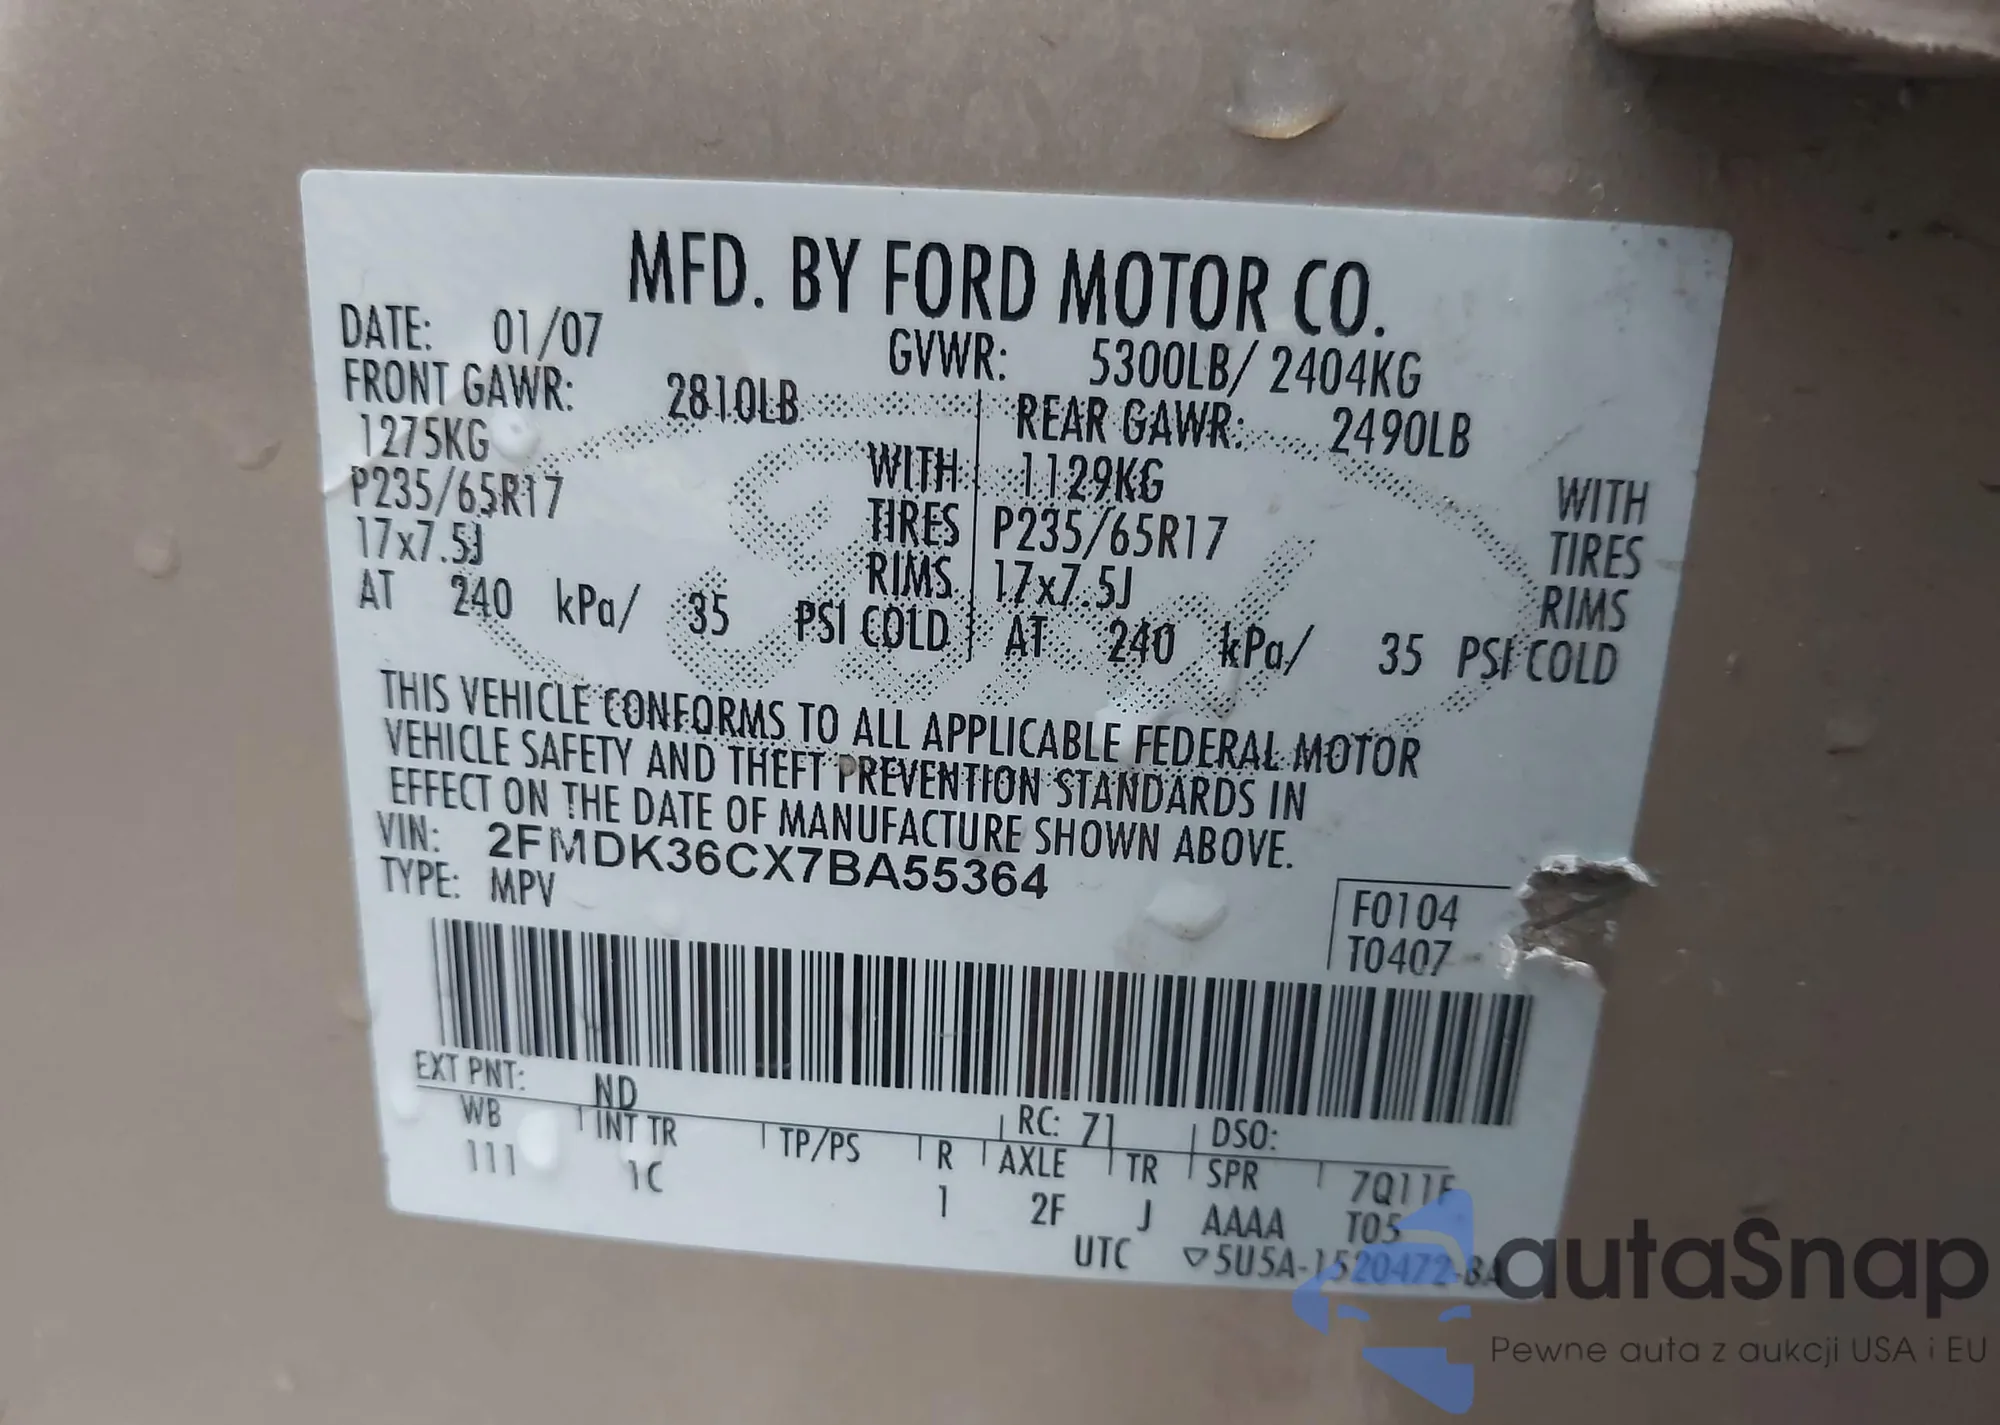 MFD. BY FORD MOTOR CO.
DATE: 01/07 GVWR: 5300LB/ 2404KG
FRONT GAWR: 2810LB REAR GAWR: 2490LB
1275KG WITH 1129KG WITH
P235/65R17 TIRES P235/65R17 TIRES
17x7.5J RIMS 17x7.5J RIMS
AT 240 kPa/ 35 PSI COLD AT 240 kPa/ 35 PSI COLD
THIS VEHICLE CONFORMS TO ALL APPLICABLE FEDERAL MOTOR
VEHICLE SAFETY AND THEFT PREVENTION STANDARDS IN
EFFECT ON THE DATE OF MANUFACTURE SHOWN ABOVE.
VIN: 2FMDK36CX7BA55364
TYPE: MPV
F0104
T0407
EXT PNT: ND RC: 71 DSO:
WB INT TR TP/PS R AXLE TR SPR 7Q11F
111 1C 1 2F J AAAA T05
UTC ▽5U5A-1520472-BA
autaSnap
Pewne auta z aukcji USA i EU